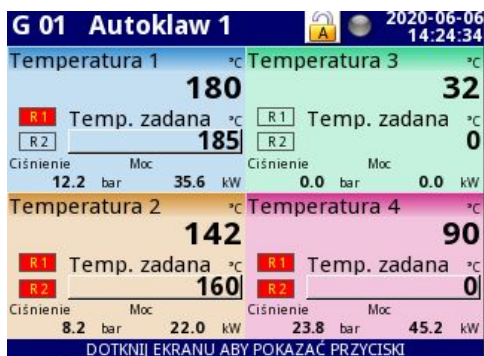 G 01 Autoklaw 1 A 2020-06-06
14:24:34
Temperatura 1 °C
180
R1 Temp. zadana °C
R2 185
Ciśnienie Moc
12.2 bar 35.6 kW
Temperatura 3 °C
32
R1 Temp. zadana °C
R2 0
Ciśnienie Moc
0.0 bar 0.0 kW
Temperatura 2 °C
142
R1 Temp. zadana °C
R2 160
Ciśnienie Moc
8.2 bar 22.0 kW
Temperatura 4 °C
90
R1 Temp. zadana °C
R2 0
Ciśnienie Moc
23.8 bar 45.2 kW
DOTKNIJ EKRANU ABY POKAZAĆ PRZYCISKI